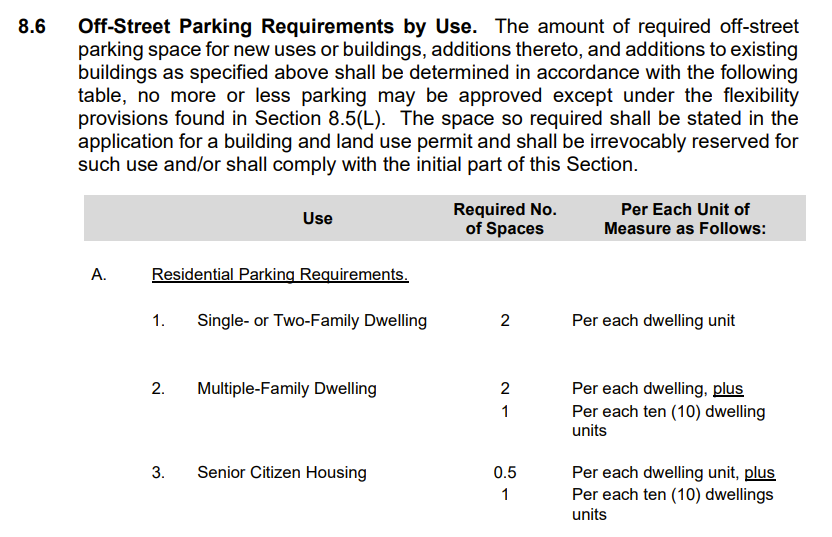 8.6 Off-Street Parking Requirements by Use. The amount of required off-street
parking space for new uses or buildings, additions thereto, and additions to existing
buildings as specified above shall be determined in accordance with the following
table, no more or less parking may be approved except under the flexibility
provisions found in Section 8.5(L). The space so required shall be stated in the
application for a building and land use permit and shall be irrevocably reserved for
such use and/or shall comply with the initial part of this Section.
Use
Required No.
of Spaces
Per Each Unit of
Measure as Follows:
A. Residential Parking Requirements.
1. Single- or Two-Family Dwelling 2 Per each dwelling unit
2. Multiple-Family Dwelling 2 Per each dwelling, plus
1 Per each ten (10) dwelling
units
3. Senior Citizen Housing 0.5 Per each dwelling unit, plus
1 Per each ten (10) dwellings
units